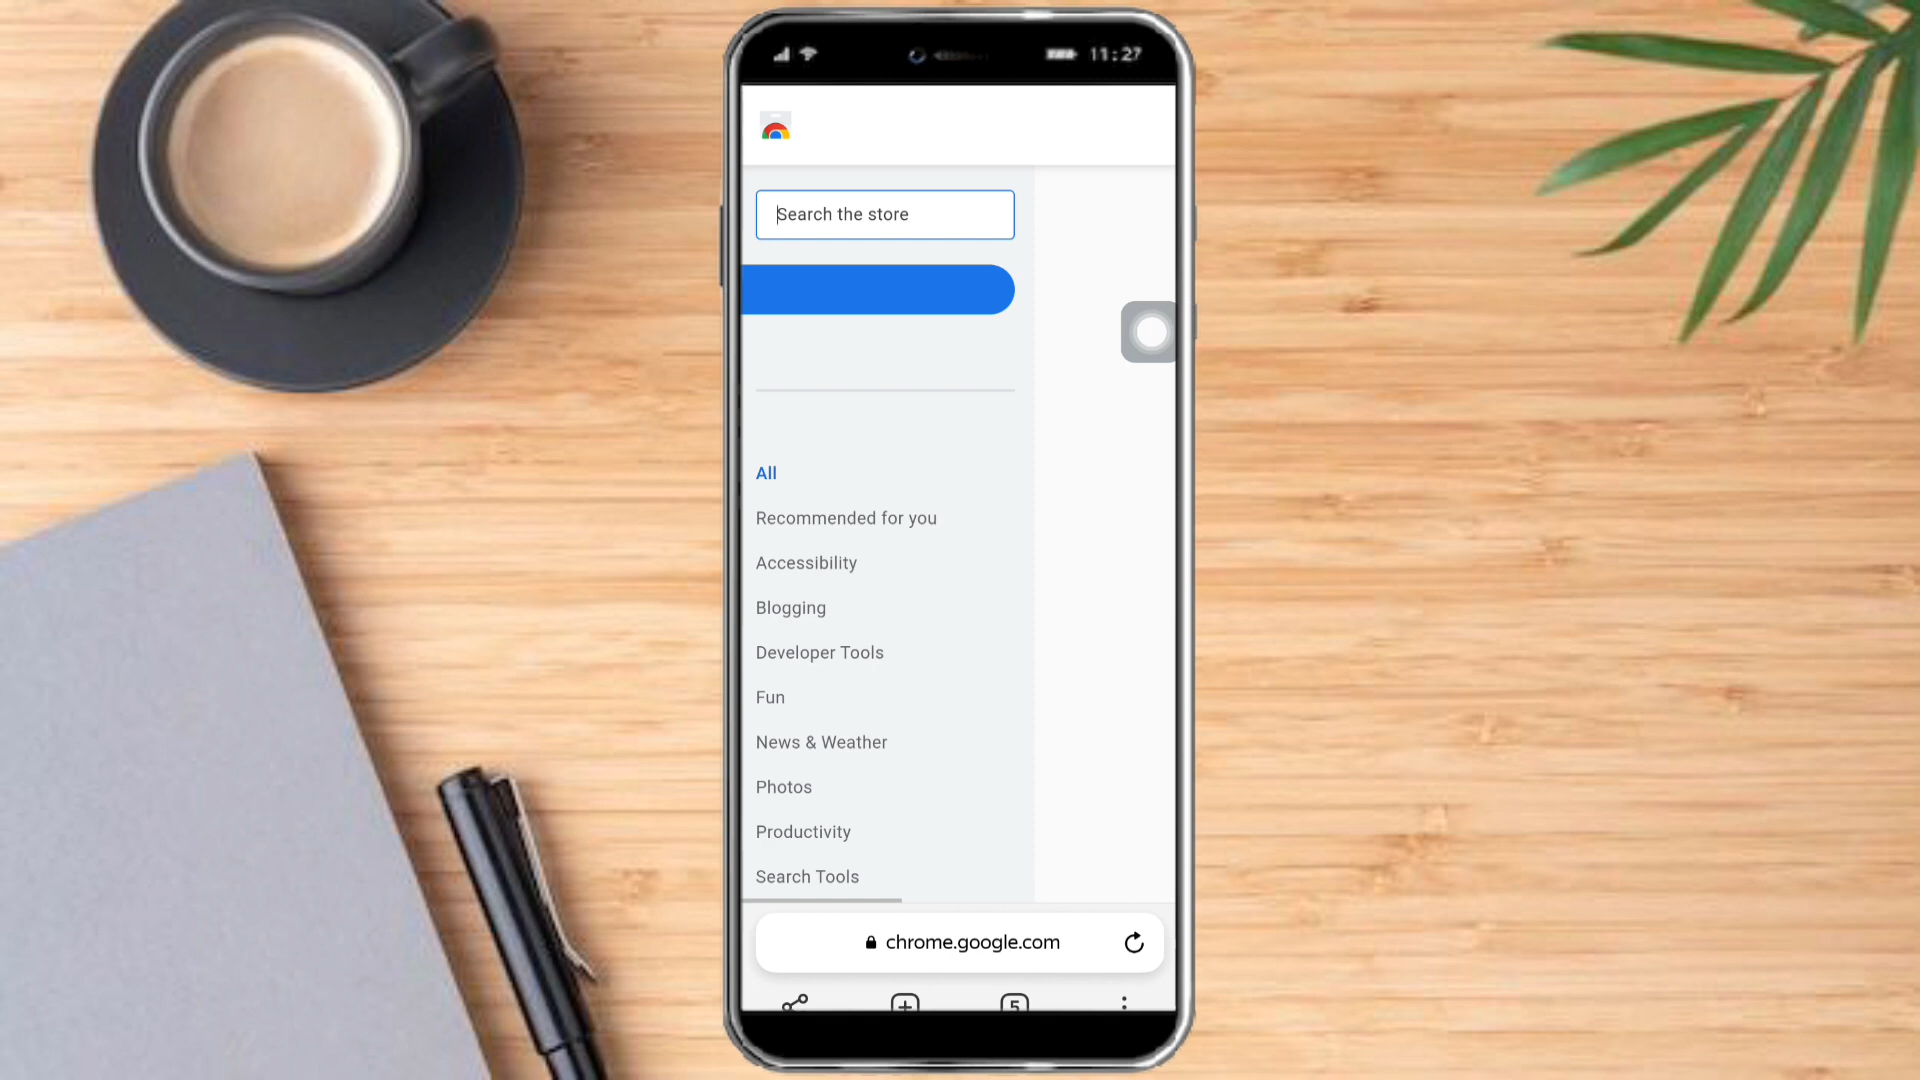 11:27
Search the store
All
Recommended for you
Accessibility
Blogging
Developer Tools
Fun
News & Weather
Photos
Productivity
Search Tools
chrome.google.com
5